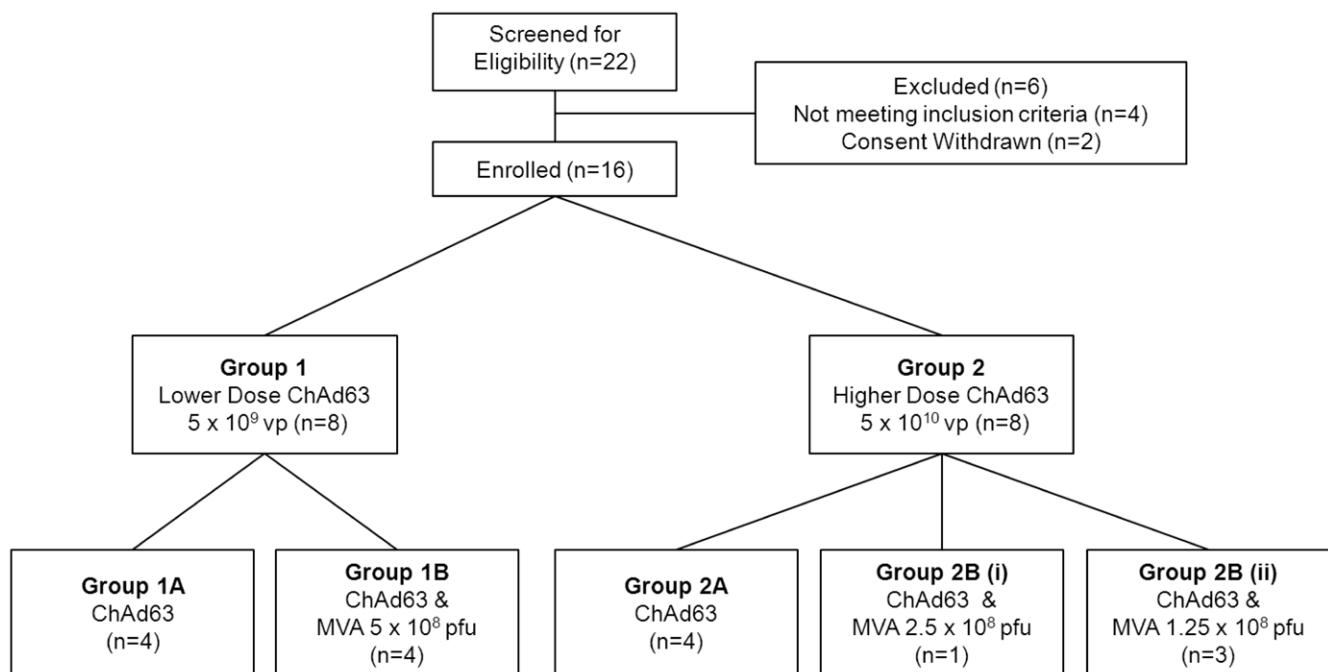 Screened for
Eligibility (n=22)
Excluded (n=6)
Not meeting inclusion criteria (n=4)
Consent Withdrawn (n=2)
Enrolled (n=16)
Group 1
Lower Dose ChAd63
5 x 10⁹ vp (n=8)
Group 2
Higher Dose ChAd63
5 x 10¹⁰ vp (n=8)
Group 1A
ChAd63
(n=4)
Group 1B
ChAd63 &
MVA 5 x 10⁸ pfu
(n=4)
Group 2A
ChAd63
(n=4)
Group 2B (i)
ChAd63 &
MVA 2.5 x 10⁸ pfu
(n=1)
Group 2B (ii)
ChAd63 &
MVA 1.25 x 10⁸ pfu
(n=3)